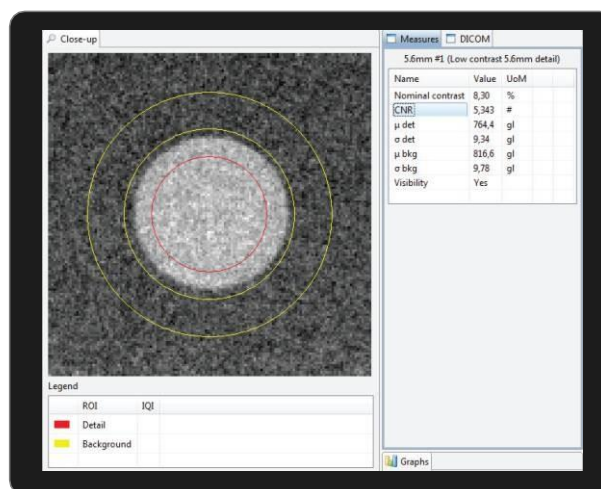 Close-up
Legend
ROI IQI
Detail
Background
Measures DICOM
5.6mm #1 (Low contrast 5.6mm detail)
Name Value UoM
Nominal contrast 8,30 %
CNR 5,343 #
μ det 764,4 gl
σ det 9,34 gl
μ bkg 816,6 gl
σ bkg 9,78 gl
Visibility Yes
Graphs